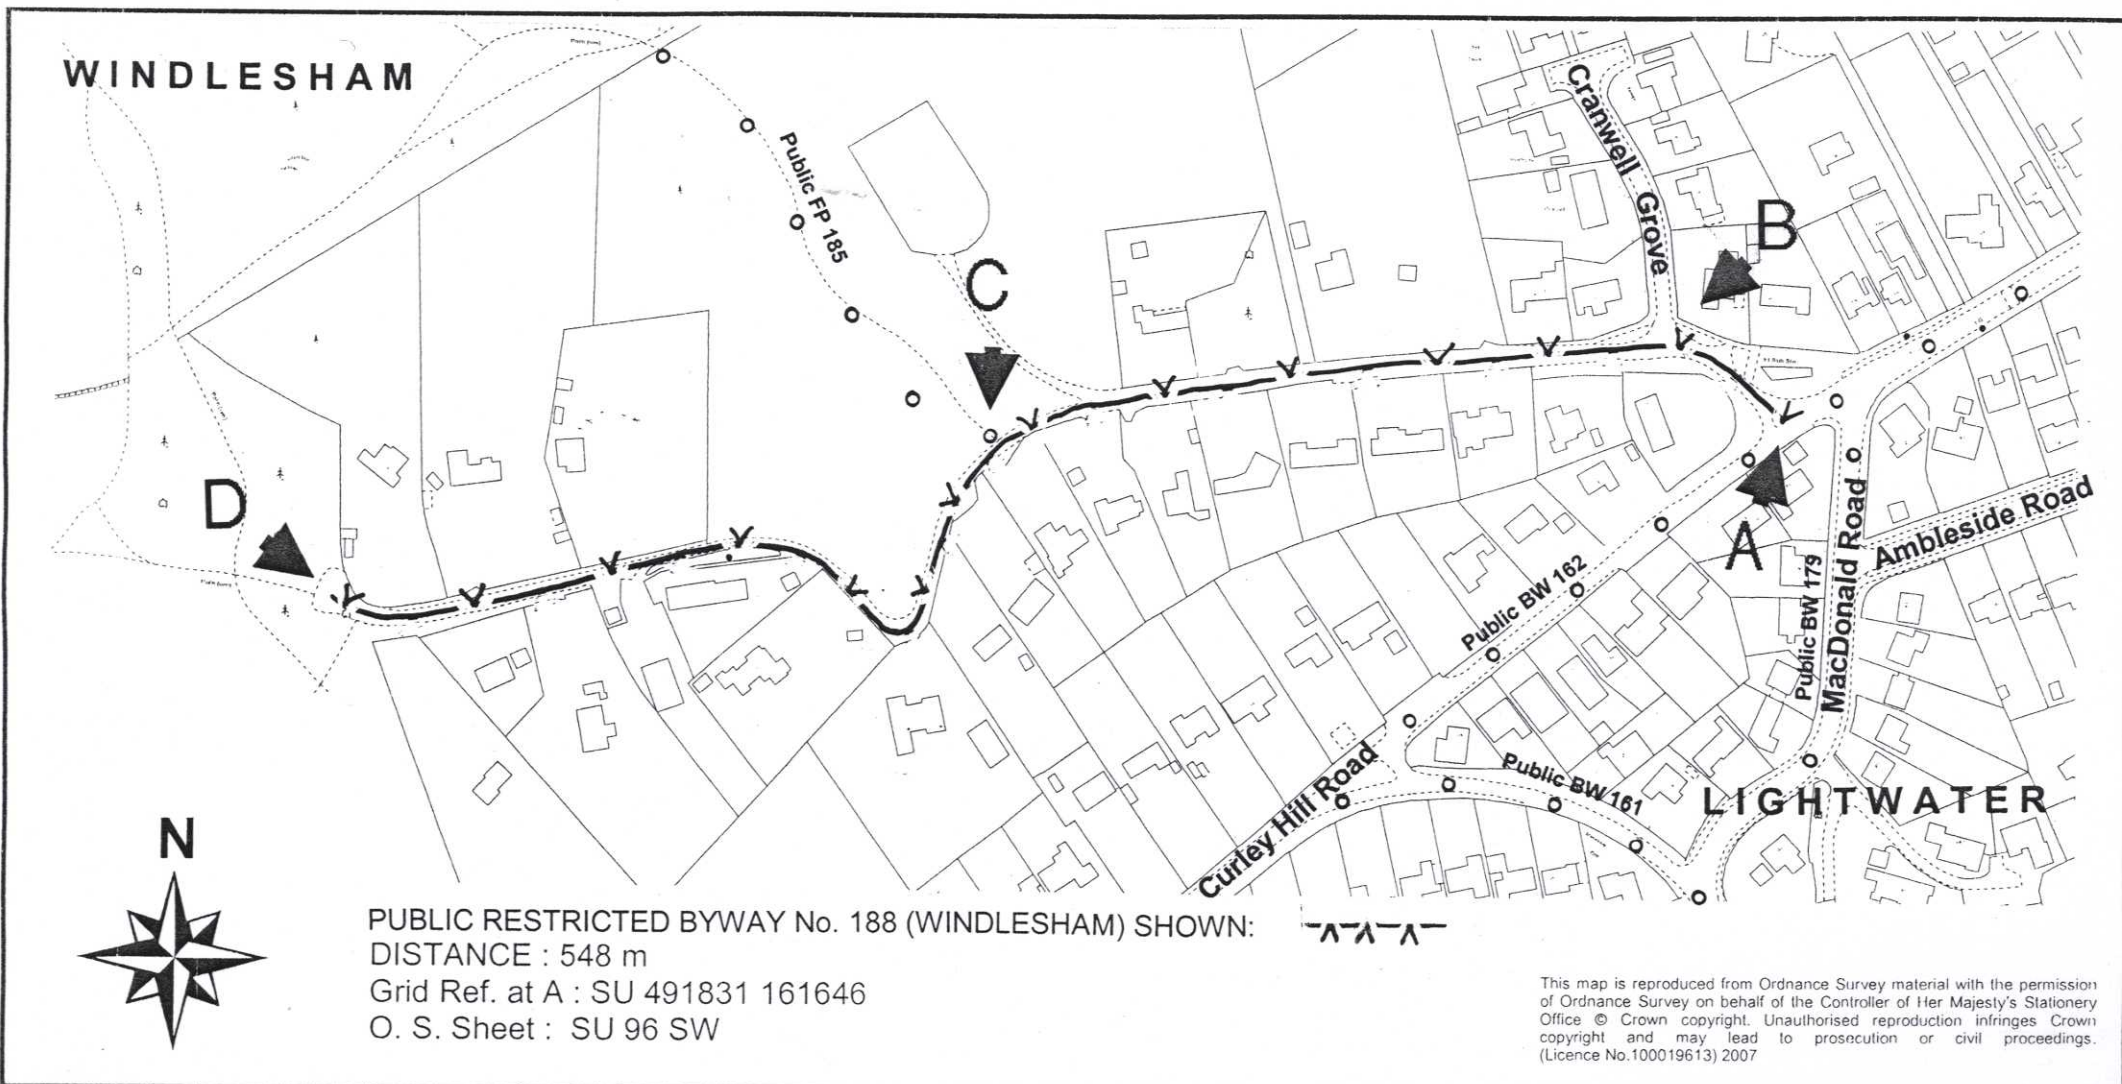 WINDLESHAM
Public FP 185
Cranwell Grove
B
C
D
A
Public BW 162
Public BW 179
MacDonald Road
Ambleside Road
Public BW 161
Curley Hill Road
LIGHTWATER
N
PUBLIC RESTRICTED BYWAY No. 188 (WINDLESHAM) SHOWN:
DISTANCE : 548 m
Grid Ref. at A : SU 491831 161646
O. S. Sheet : SU 96 SW
This map is reproduced from Ordnance Survey material with the permission
of Ordnance Survey on behalf of the Controller of Her Majesty's Stationery
Office © Crown copyright. Unauthorised reproduction infringes Crown
copyright and may lead to prosecution or civil proceedings.
(Licence No.100019613) 2007